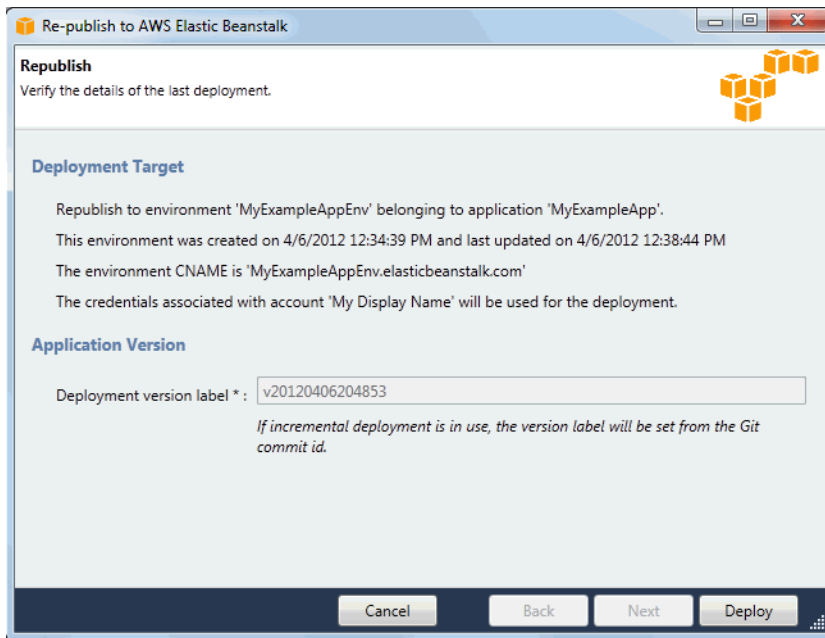 Re-publish to AWS Elastic Beanstalk
Republish
Verify the details of the last deployment.
Deployment Target
Republish to environment 'MyExampleAppEnv' belonging to application 'MyExampleApp'.
This environment was created on 4/6/2012 12:34:39 PM and last updated on 4/6/2012 12:38:44 PM
The environment CNAME is 'MyExampleAppEnv.elasticbeanstalk.com'
The credentials associated with account 'My Display Name' will be used for the deployment.
Application Version
Deployment version label * : v20120406204853
If incremental deployment is in use, the version label will be set from the Git
commit id.
Cancel Back Next Deploy